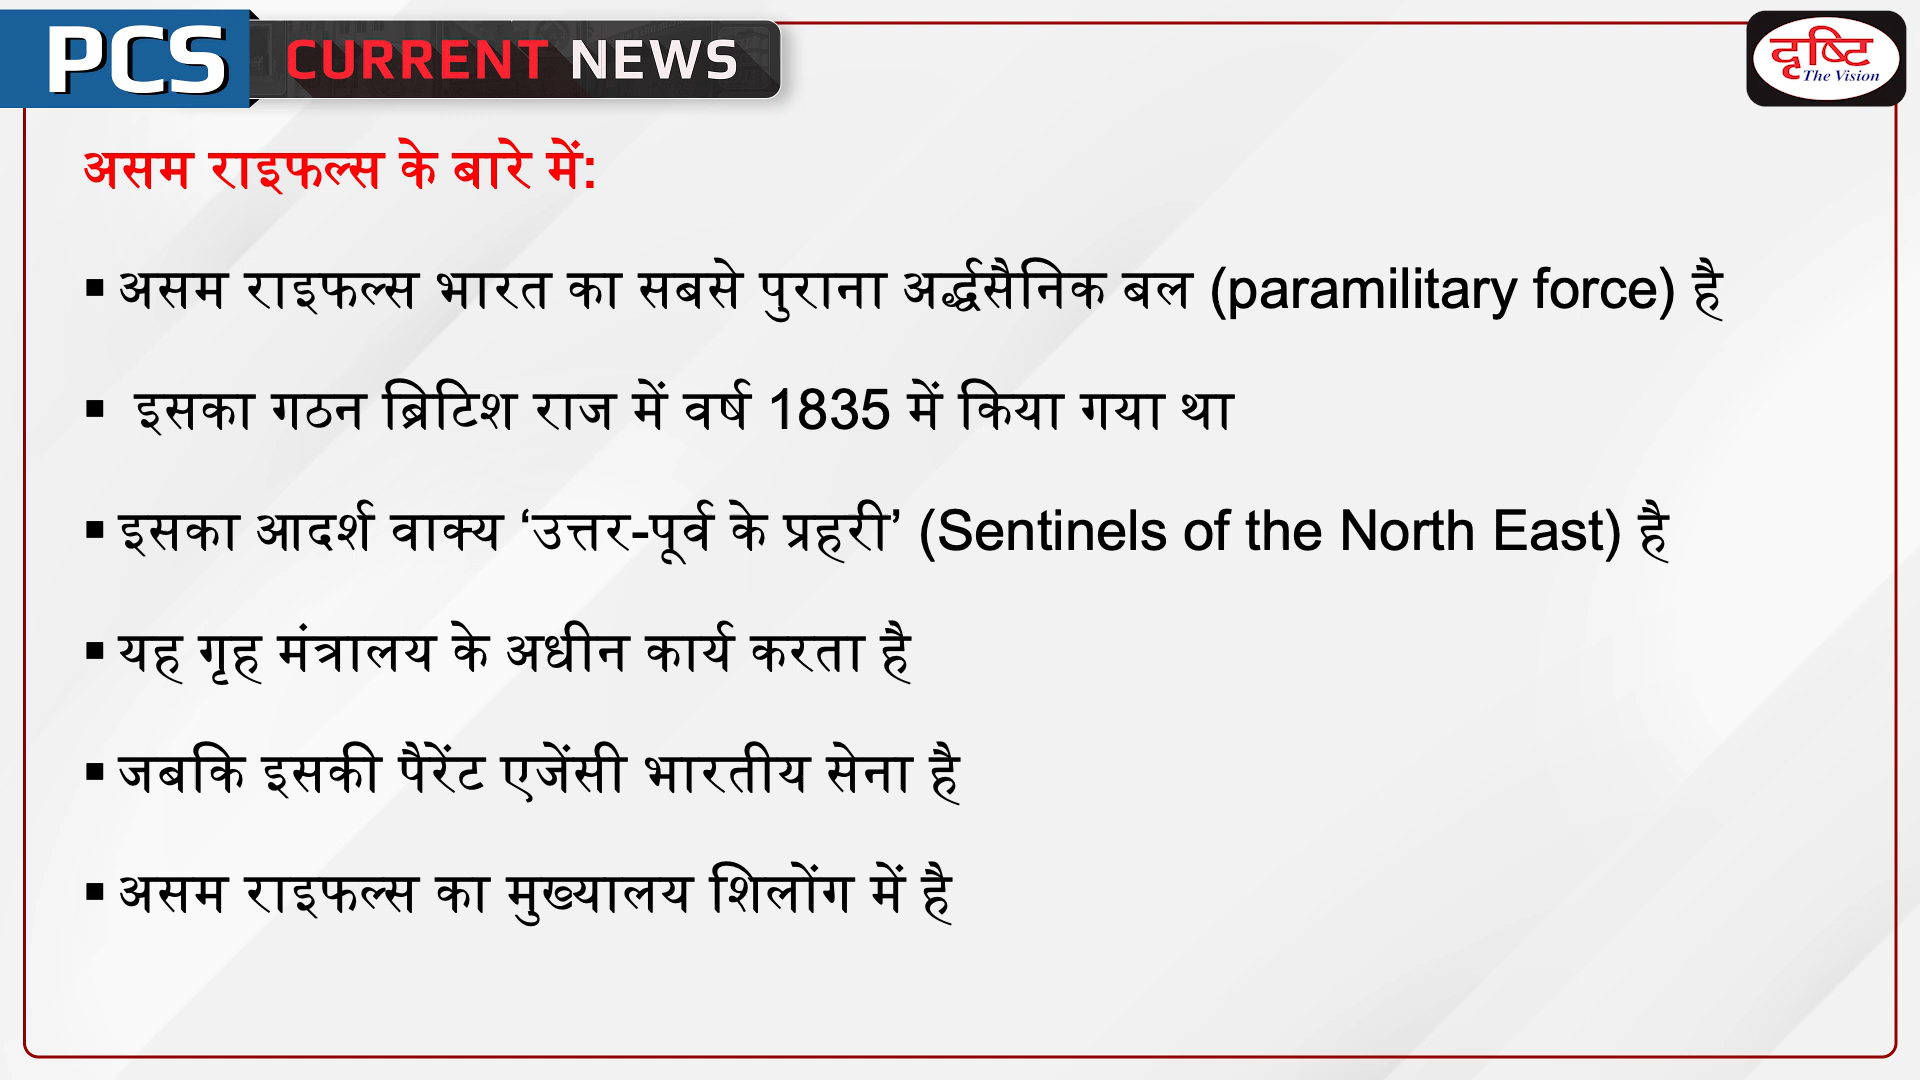 PCS CURRENT NEWS
दृष्टि
The Vision
असम राइफल्स के बारे में:
▪ असम राइफल्स भारत का सबसे पुराना अर्द्धसैनिक बल (paramilitary force) है
▪ इसका गठन ब्रिटिश राज में वर्ष 1835 में किया गया था
▪ इसका आदर्श वाक्य ‘उत्तर-पूर्व के प्रहरी’ (Sentinels of the North East) है
▪ यह गृह मंत्रालय के अधीन कार्य करता है
▪ जबकि इसकी पैरेंट एजेंसी भारतीय सेना है
▪ असम राइफल्स का मुख्यालय शिलोंग में है